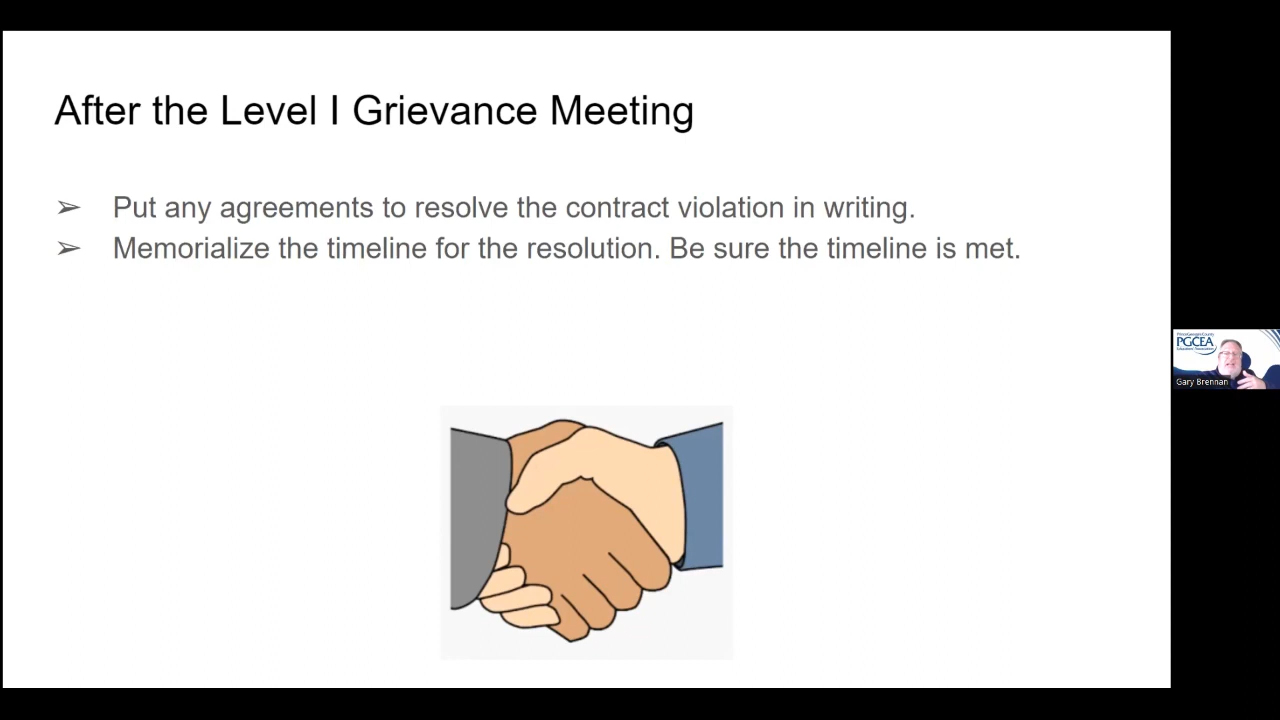 After the Level I Grievance Meeting
➢ Put any agreements to resolve the contract violation in writing.
➢ Memorialize the timeline for the resolution. Be sure the timeline is met.
PGCEA
Gary Brennan